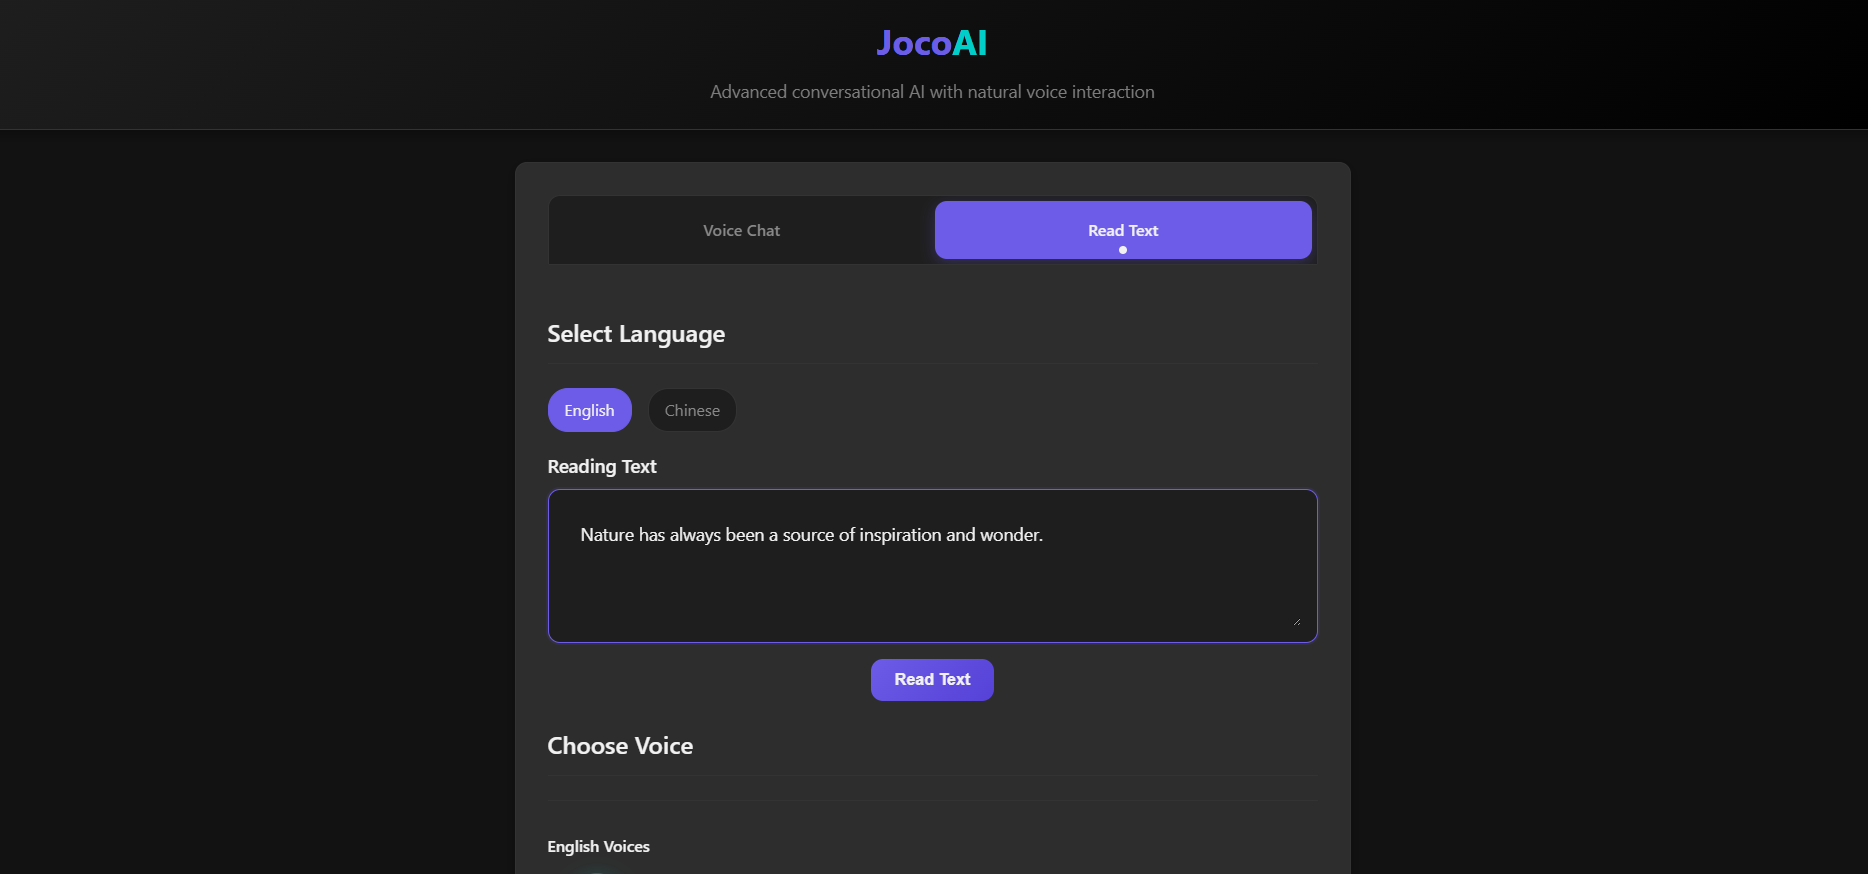 JocoAI
Advanced conversational AI with natural voice interaction
Voice Chat
Read Text
Select Language
English
Chinese
Reading Text
Nature has always been a source of inspiration and wonder.
Read Text
Choose Voice
English Voices